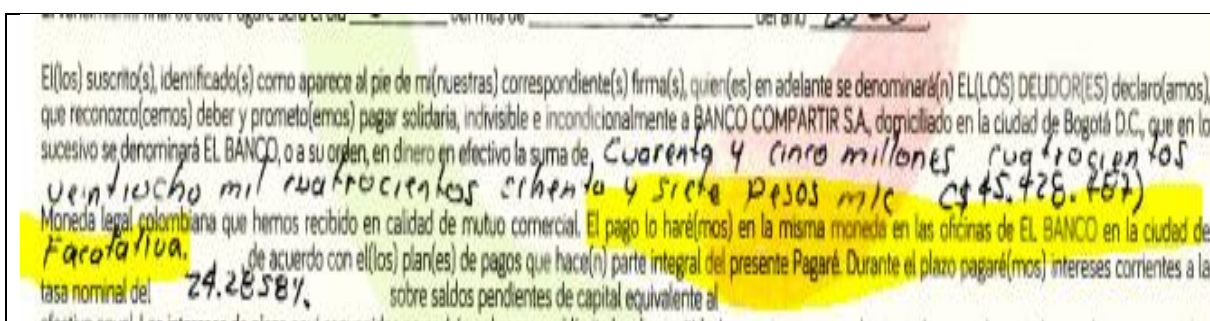 El(los) suscrito(s), identificado(s) como aparece al pie de mi(nuestras) correspondiente(s) firma(s), quien(es) en adelante se denominará(n) EL(LOS) DEUDOR(ES) declaro(amos),
que reconozco(cemos) deber y prometo(emos) pagar solidaria, indivisible e incondicionalmente a BANCO COMPARTIR S.A., domiciliado en la ciudad de Bogotá D.C., que en lo
sucesivo se denominará EL BANCO, o a su orden, en dinero en efectivo la suma de, Cuarenta y cinco millones cuatrocientos
veintiocho mil cuatrocientos ochenta y siete Pesos m/c ($45.428.487)
Moneda legal colombiana que hemos recibido en calidad de mutuo comercial. El pago lo haré(mos) en la misma moneda en las oficinas de EL BANCO en la ciudad de
Facatativa. de acuerdo con el(los) plan(es) de pagos que hace(n) parte integral del presente Pagaré. Durante el plazo pagaré(mos) intereses corrientes a la
tasa nominal del 24.2858%. sobre saldos pendientes de capital equivalente al